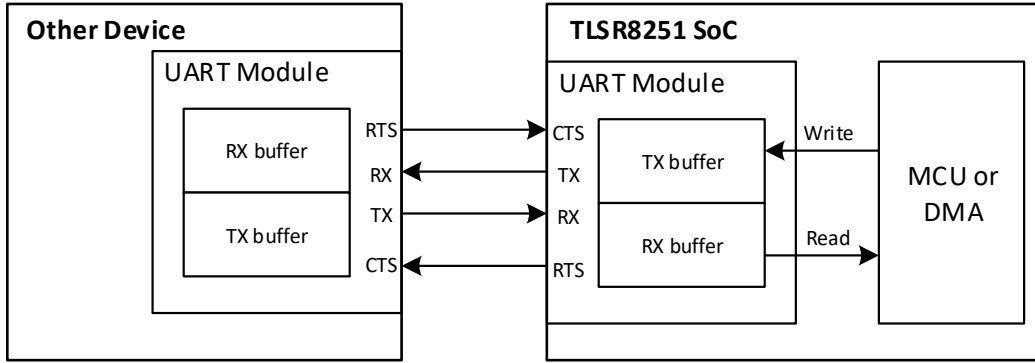 Other Device
UART Module
RX buffer
TX buffer
RTS
RX
TX
CTS
TLSR8251 SoC
UART Module
CTS
TX
RX
RTS
TX buffer
RX buffer
Write
Read
MCU or
DMA